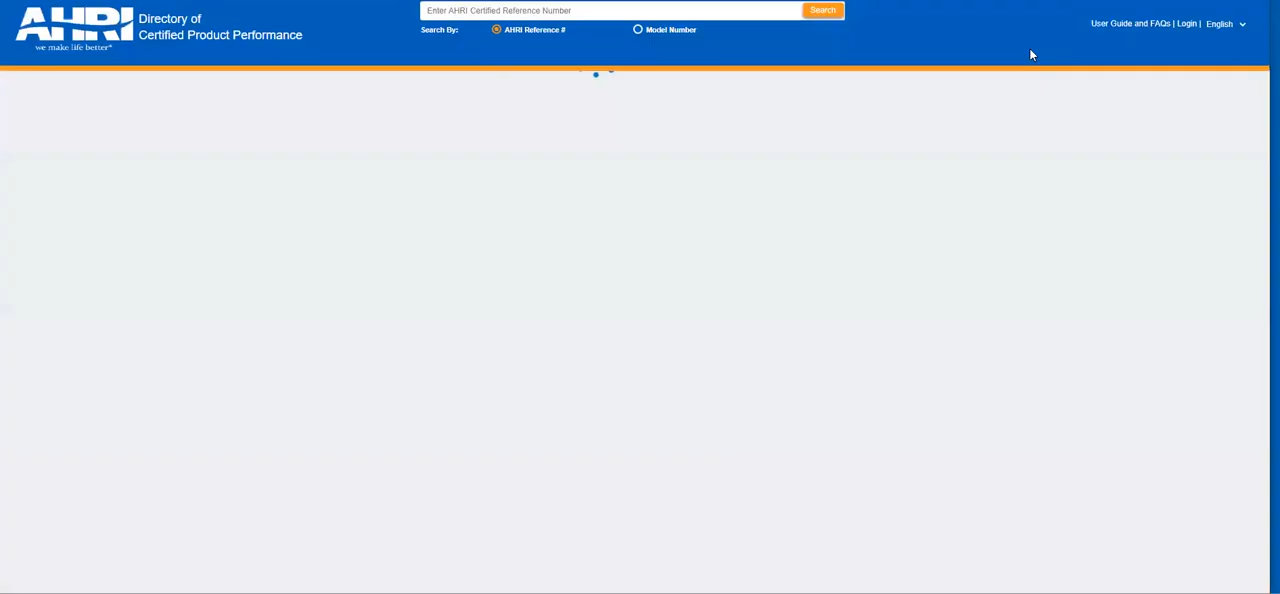 AHRI
we make life better*
Directory of
Certified Product Performance
Enter AHRI Certified Reference Number
Search
Search By:
AHRI Reference #
Model Number
User Guide and FAQs | Login | English